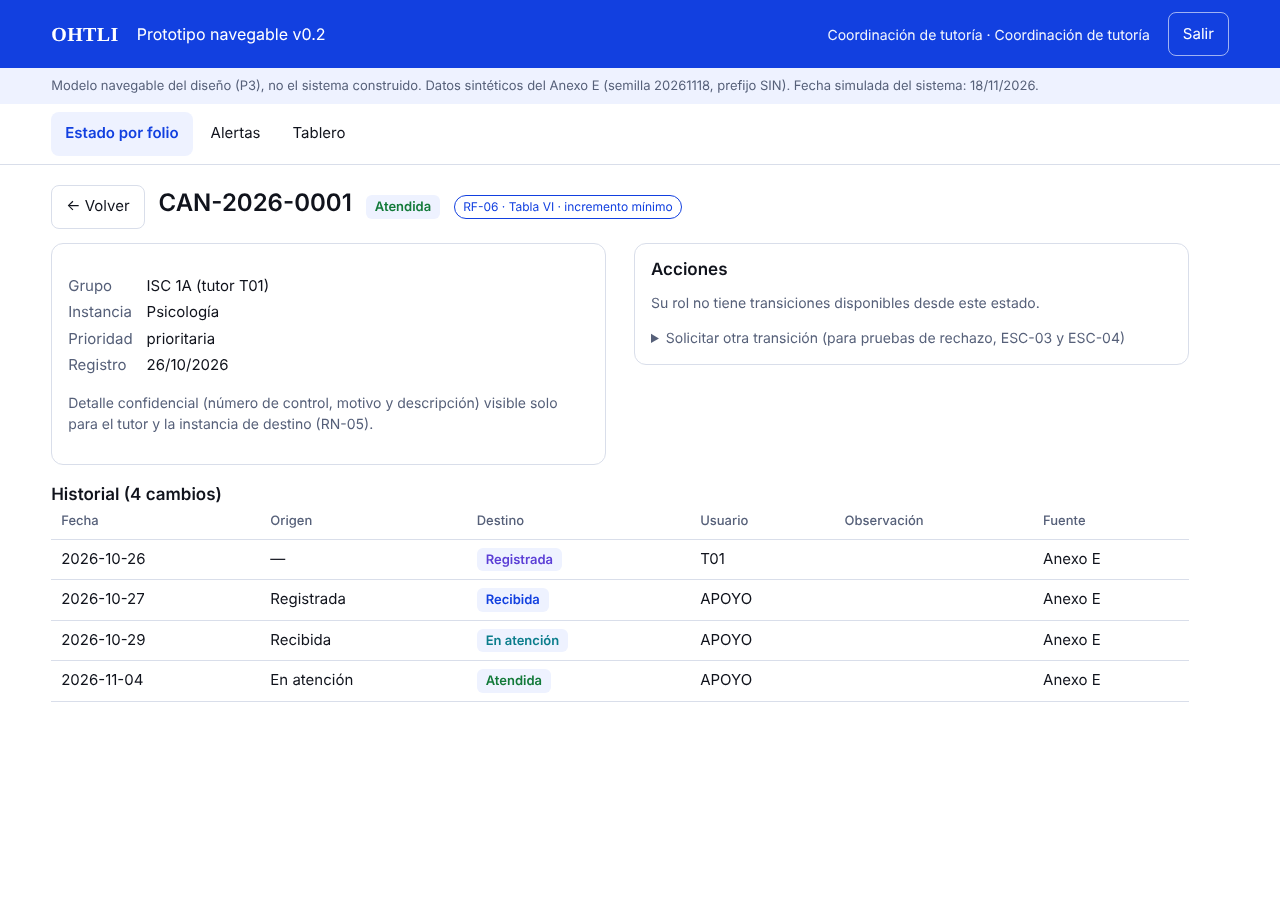 OHTLI Prototipo navegable v0.2 Coordinación de tutoría · Coordinación de tutoría Salir
Modelo navegable del diseño (P3), no el sistema construido. Datos sintéticos del Anexo E (semilla 20261118, prefijo SIN). Fecha simulada del sistema: 18/11/2026.
Estado por folio Alertas Tablero
← Volver CAN-2026-0001 Atendida RF-06 · Tabla VI · incremento mínimo
Grupo ISC 1A (tutor T01)
Instancia Psicología
Prioridad prioritaria
Registro 26/10/2026
Detalle confidencial (número de control, motivo y descripción) visible solo
para el tutor y la instancia de destino (RN-05).
Acciones
Su rol no tiene transiciones disponibles desde este estado.
▶ Solicitar otra transición (para pruebas de rechazo, ESC-03 y ESC-04)
Historial (4 cambios)
Fecha Origen Destino Usuario Observación Fuente
2026-10-26 — Registrada T01 Anexo E
2026-10-27 Registrada Recibida APOYO Anexo E
2026-10-29 Recibida En atención APOYO Anexo E
2026-11-04 En atención Atendida APOYO Anexo E